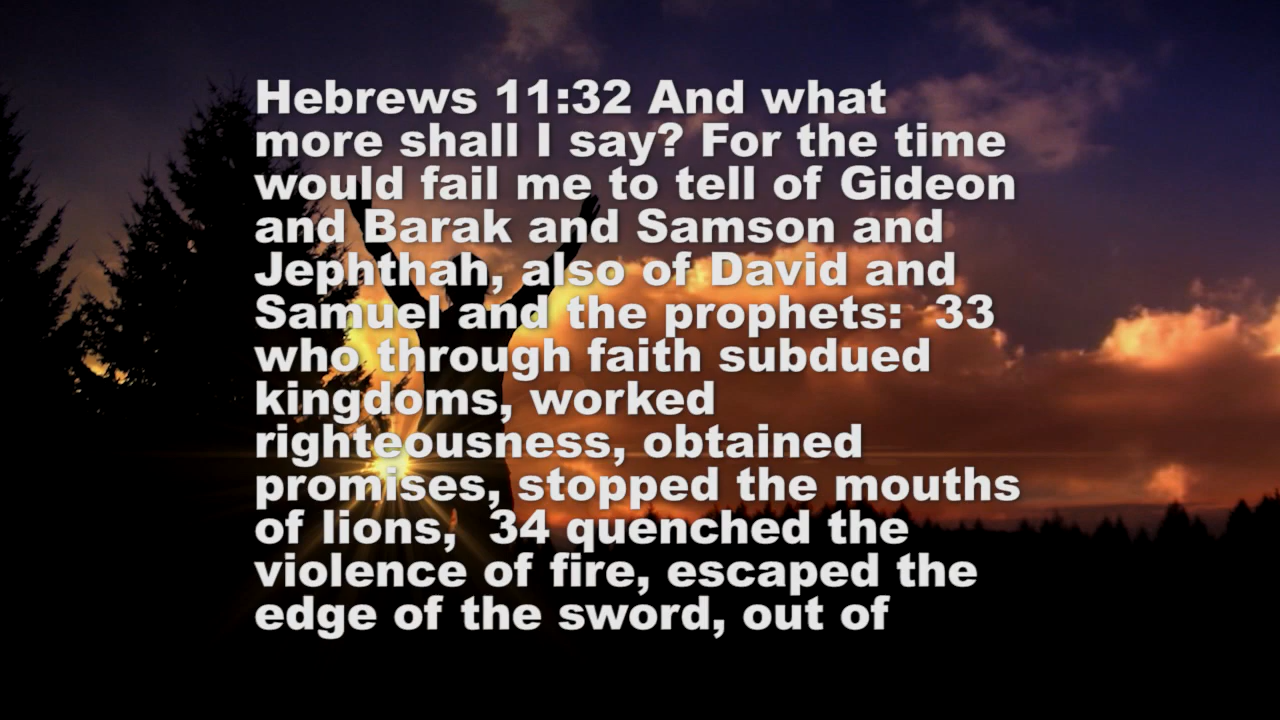 Hebrews 11:32 And what
more shall I say? For the time
would fail me to tell of Gideon
and Barak and Samson and
Jephthah, also of David and
Samuel and the prophets:  33
who through faith subdued
kingdoms, worked
righteousness, obtained
promises, stopped the mouths
of lions,  34 quenched the
violence of fire, escaped the
edge of the sword, out of